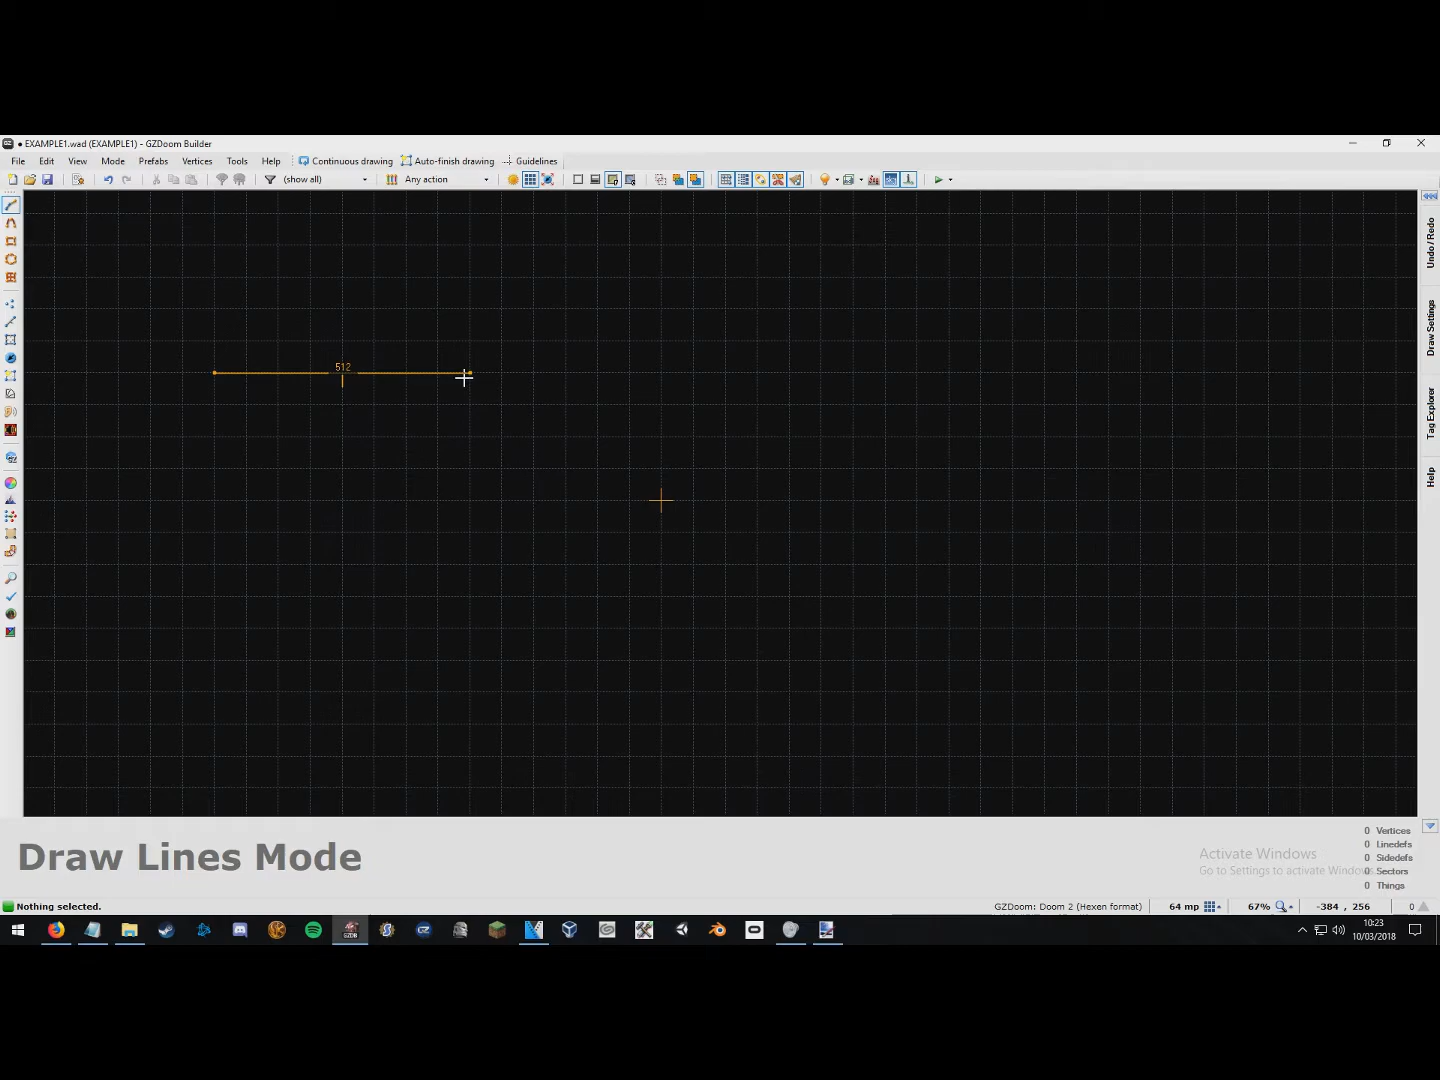 • EXAMPLE1.wad (EXAMPLE1) - GZDoom Builder
File Edit View Mode Prefabs Vertices Tools Help Continuous drawing Auto-finish drawing Guidelines
(show all) Any action
Undo / Redo
Draw Settings
Tag Explorer
Help
512
Draw Lines Mode
0 Vertices
0 Linedefs
0 Sidedefs
0 Sectors
0 Things
Activate Windows
Go to Settings to activate Windows.
Nothing selected.
GZDoom: Doom 2 (Hexen format) 64 mp 67% -384 , 256 0
10:23
10/03/2018